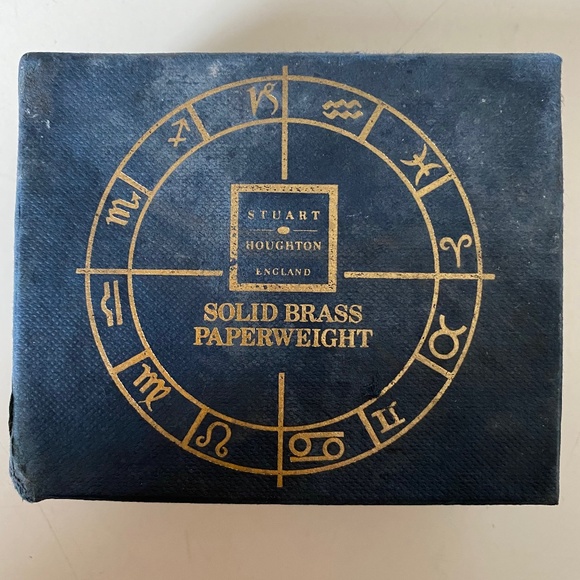 STUART
HOUGHTON
ENGLAND
SOLID BRASS
PAPERWEIGHT